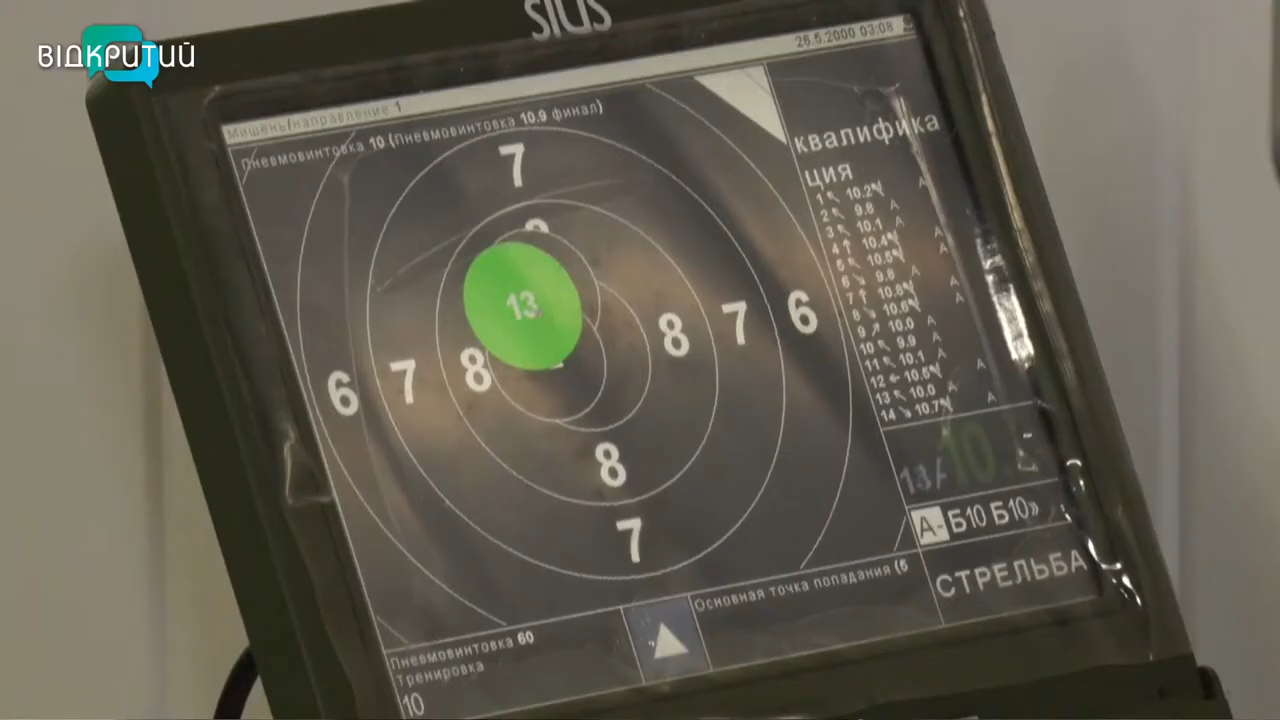 ВІДКРИТИЙ
SIUS
26.5.2000 03:08
мишень/направление 1
Пневмовинтовка 10 (Пневмовинтовка 10.9 финал)
квалифика
ция
1 ↖ 10.2 A
2 ↖ 9.8 A
3 ↖ 10.1 A
4 ↑ 10.4 A
5 ↖ 10.5 A
6 ↘ 9.8 A
7 ↑ 10.8 A
8 ↘ 10.6 A
9 ↗ 10.0 A
10 ↖ 9.9 A
11 ↖ 10.1 A
12 ← 10.5 A
13 ↖ 10.0 A
14 ↘ 10.7 A
7
13
8
7
6
6
7
8
8
7
13/
10
А- Б10 Б10»
СТРЕЛЬБА
Основная точка попадания (5
Пневмовинтовка 60
Тренировка
10